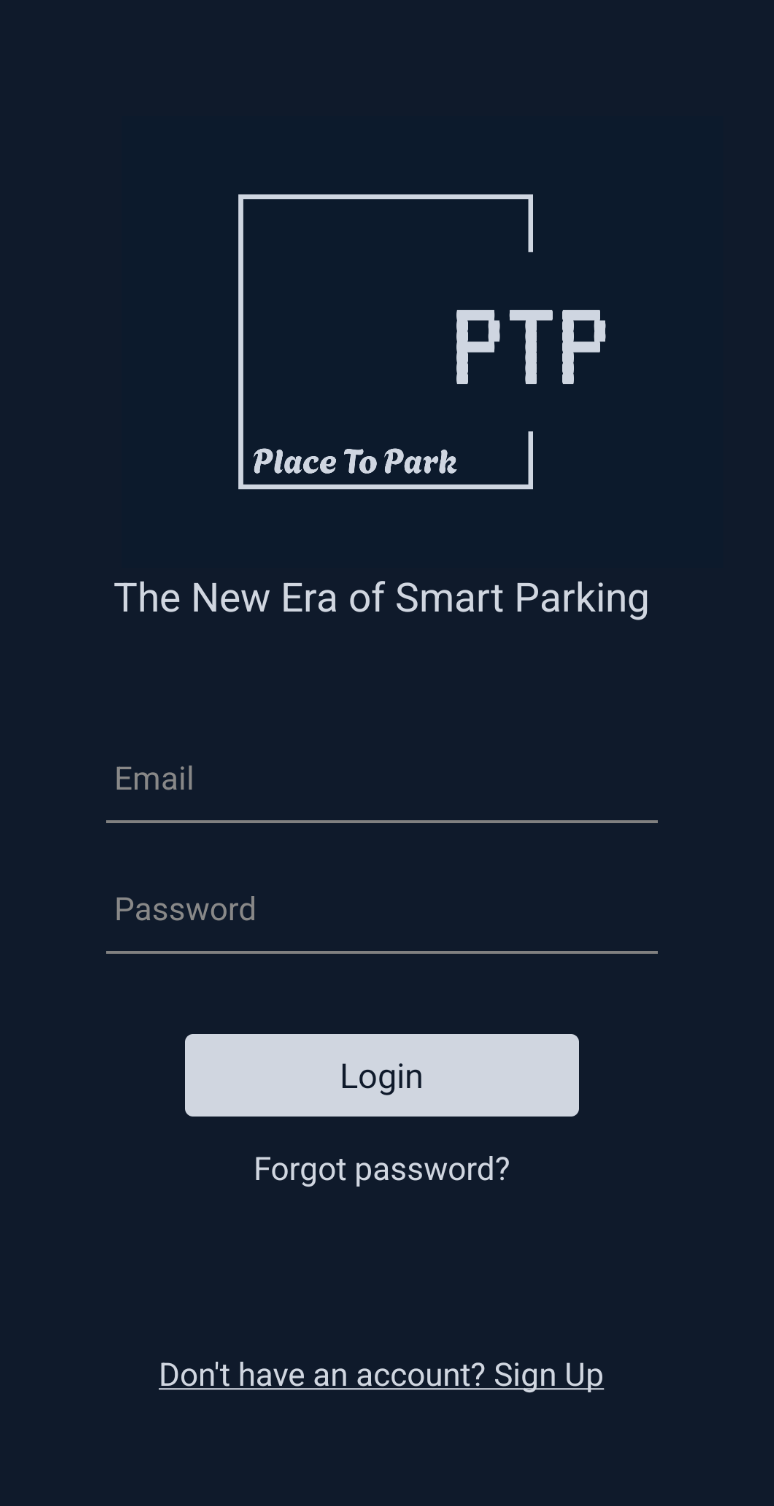 PTP
Place To Park
The New Era of Smart Parking
Email
Password
Login
Forgot password?
Don't have an account? Sign Up